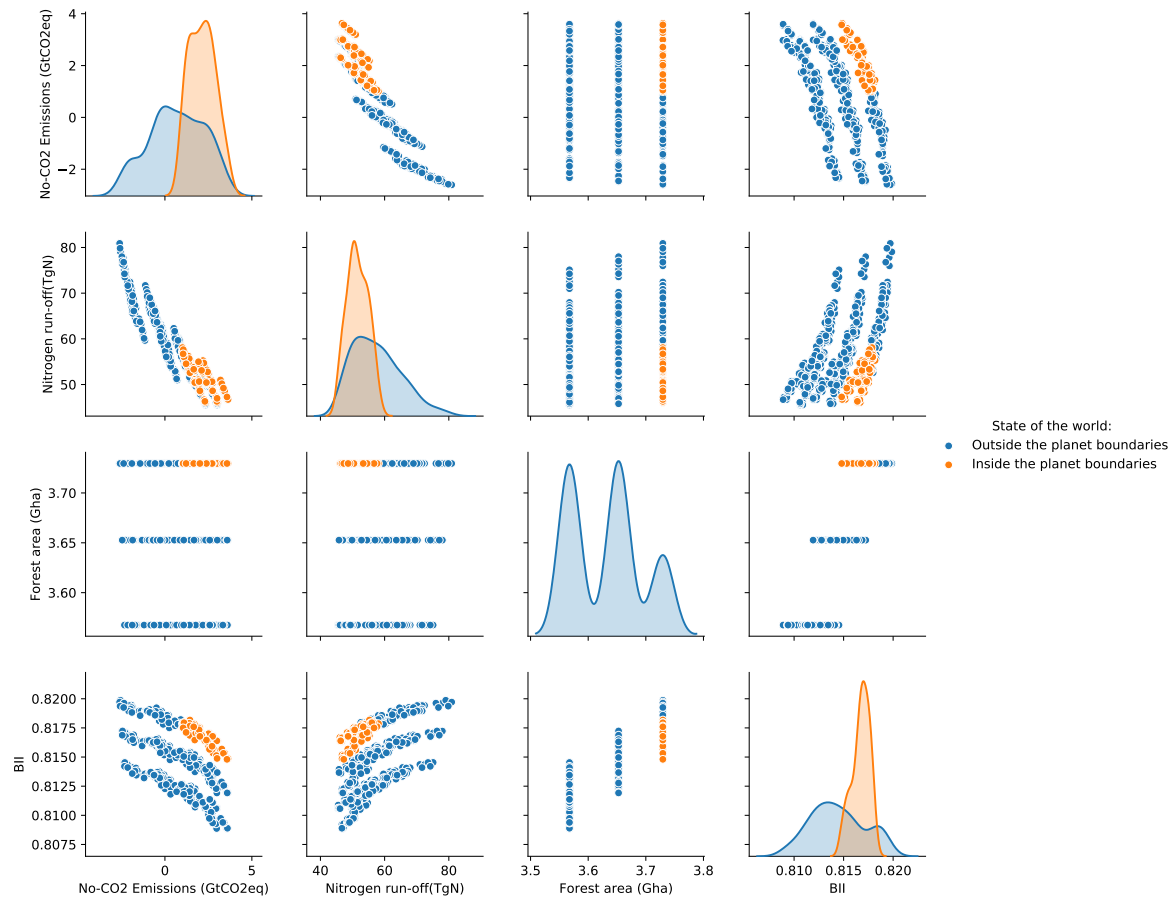 No-CO2 Emissions (GtCO2eq)
4
2
0
−2
Nitrogen run-off(TgN)
80
70
60
50
State of the world:
Outside the planet boundaries
Inside the planet boundaries
Forest area (Gha)
3.70
3.65
3.60
BII
0.8200
0.8175
0.8150
0.8125
0.8100
0.8075
0 5
40 60 80
3.5 3.6 3.7 3.8
0.810 0.815 0.820
No-CO2 Emissions (GtCO2eq) Nitrogen run-off(TgN) Forest area (Gha) BII